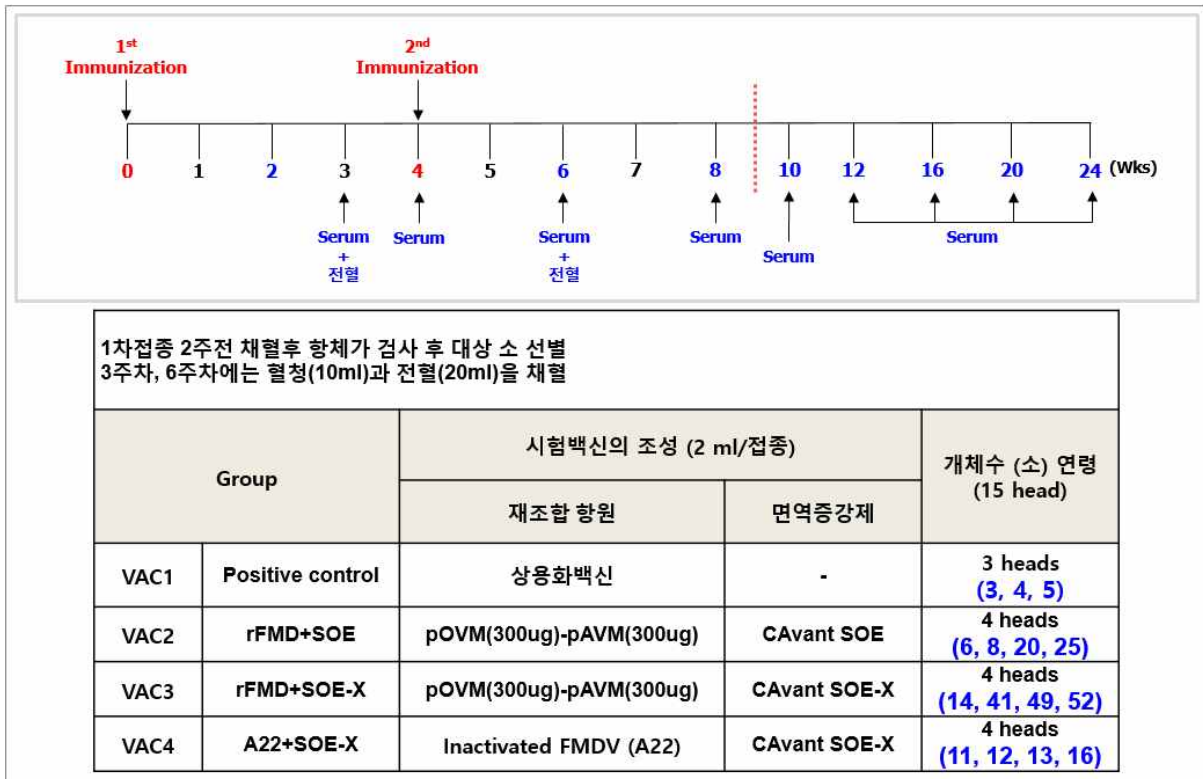 1st 2nd
Immunization Immunization
0 1 2 3 4 5 6 7 8 10 12 16 20 24 (Wks)
Serum Serum Serum Serum Serum
+ + Serum
전혈 전혈
1차접종 2주전 채혈후 항체가 검사 후 대상 소 선별
3주차, 6주차에는 혈청(10ml)과 전혈(20ml)을 채혈
Group 시험백신의 조성 (2 ml/접종) 개체수 (소) 연령
(15 head)
재조합 항원 면역증강제
VAC1 Positive control 상용화백신 - 3 heads
(3, 4, 5)
VAC2 rFMD+SOE pOVM(300ug)-pAVM(300ug) CAvant SOE 4 heads
(6, 8, 20, 25)
VAC3 rFMD+SOE-X pOVM(300ug)-pAVM(300ug) CAvant SOE-X 4 heads
(14, 41, 49, 52)
VAC4 A22+SOE-X Inactivated FMDV (A22) CAvant SOE-X 4 heads
(11, 12, 13, 16)